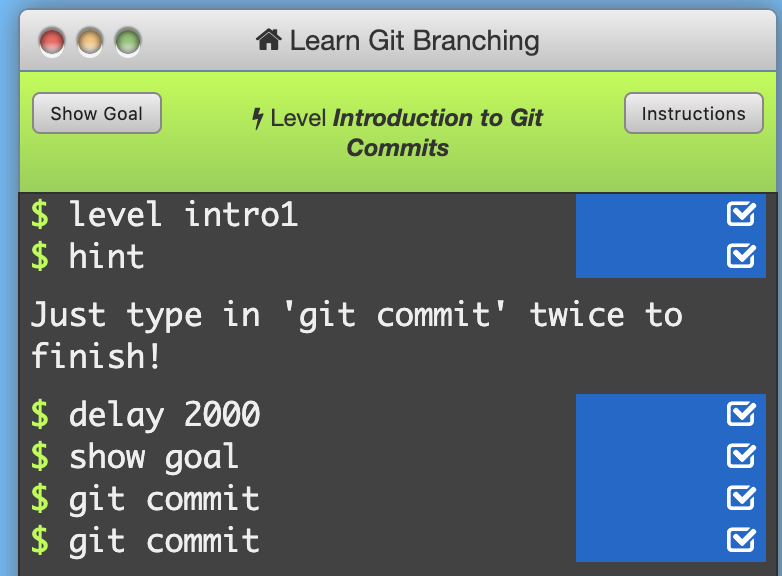 Learn Git Branching
Show Goal
Level Introduction to Git
Commits
Instructions
$ level intro1
$ hint
Just type in 'git commit' twice to
finish!
$ delay 2000
$ show goal
$ git commit
$ git commit